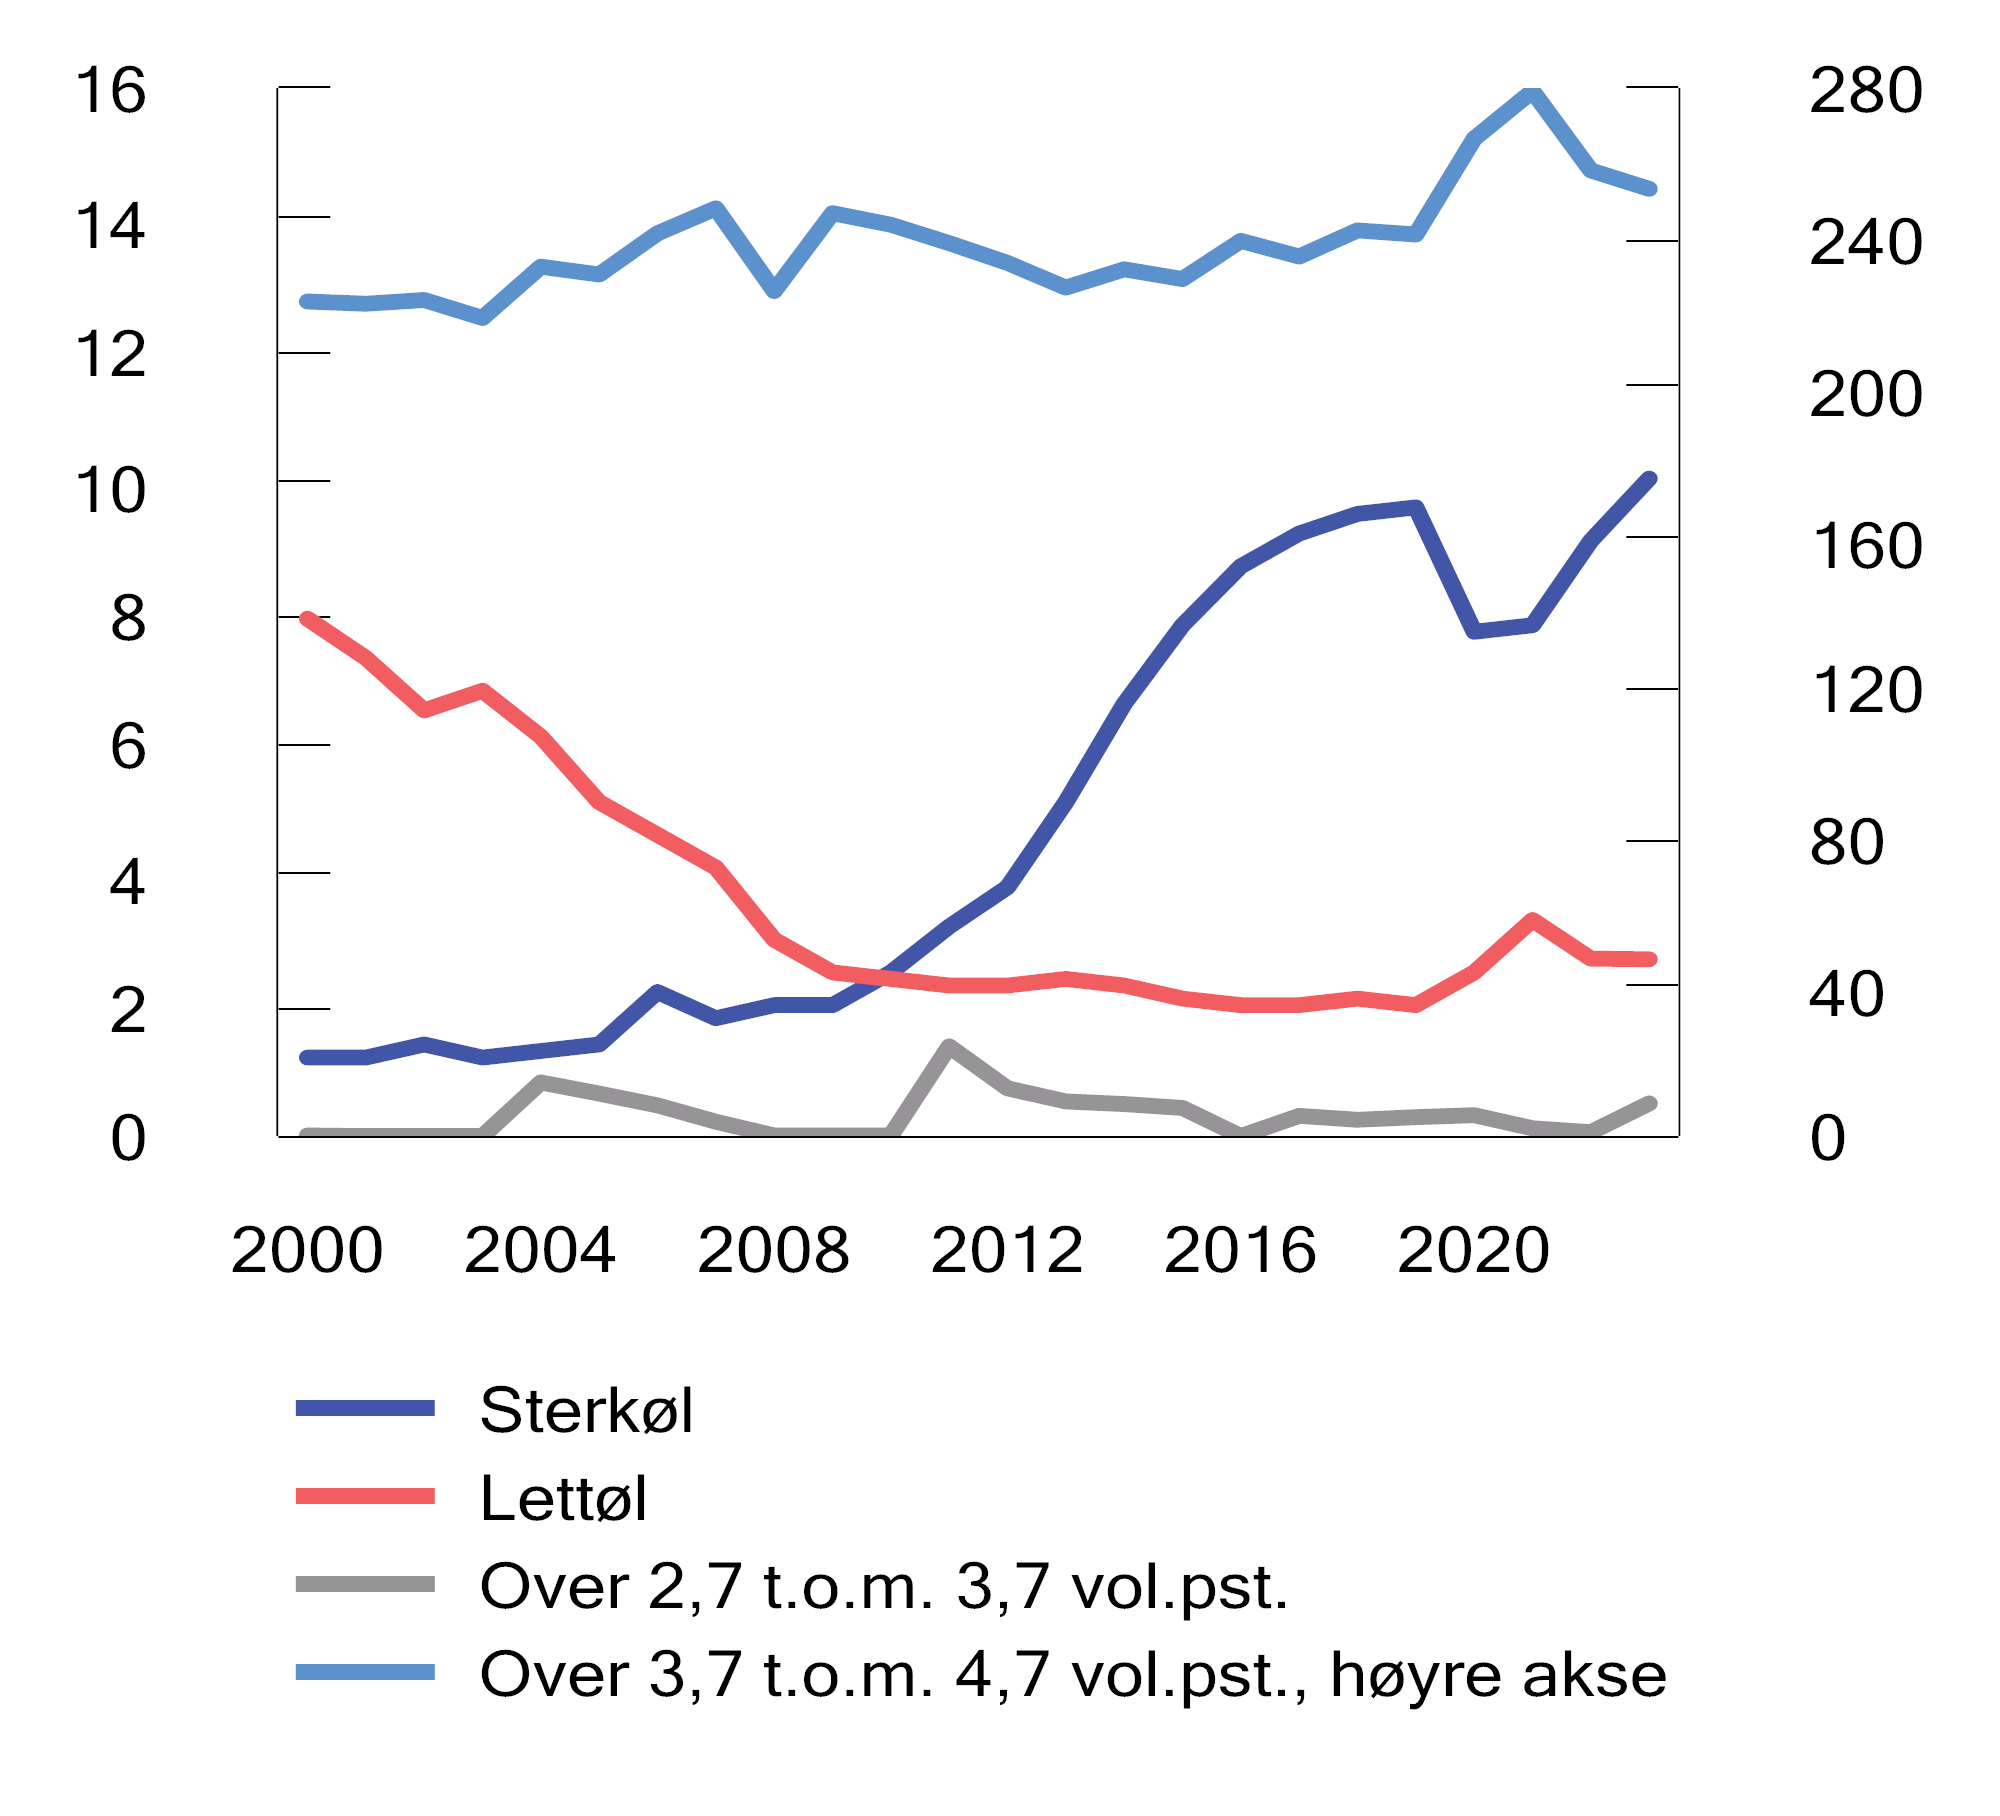 16 280
14 240
12 200
10 160
8 120
6 80
4 40
2 0
0
2000 2004 2008 2012 2016 2020
Sterkøl
Lettøl
Over 2,7 t.o.m. 3,7 vol.pst.
Over 3,7 t.o.m. 4,7 vol.pst., høyre akse